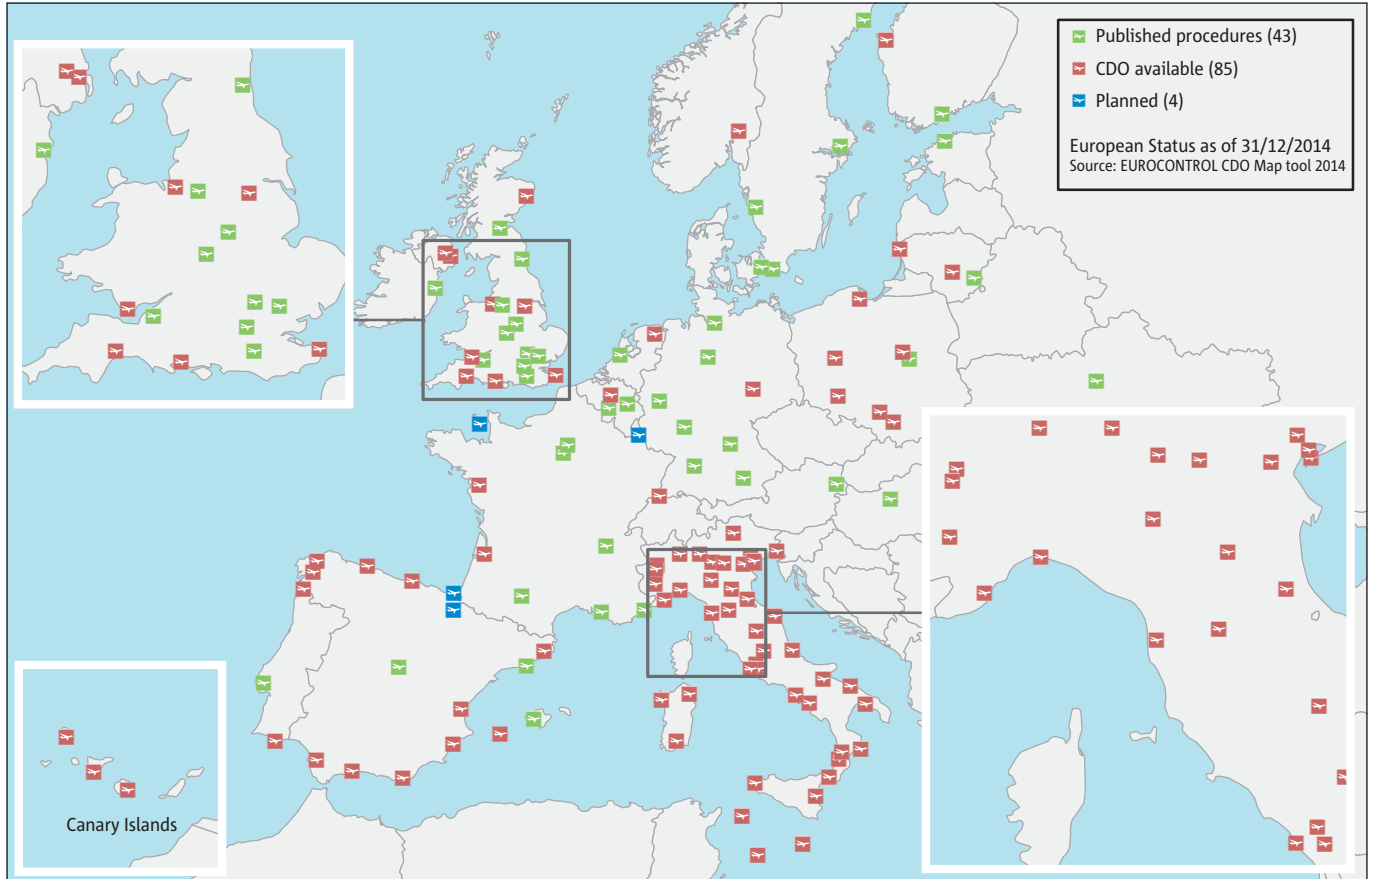 Published procedures (43)
CDO available (85)
Planned (4)
European Status as of 31/12/2014
Source: EUROCONTROL CDO Map tool 2014
Canary Islands